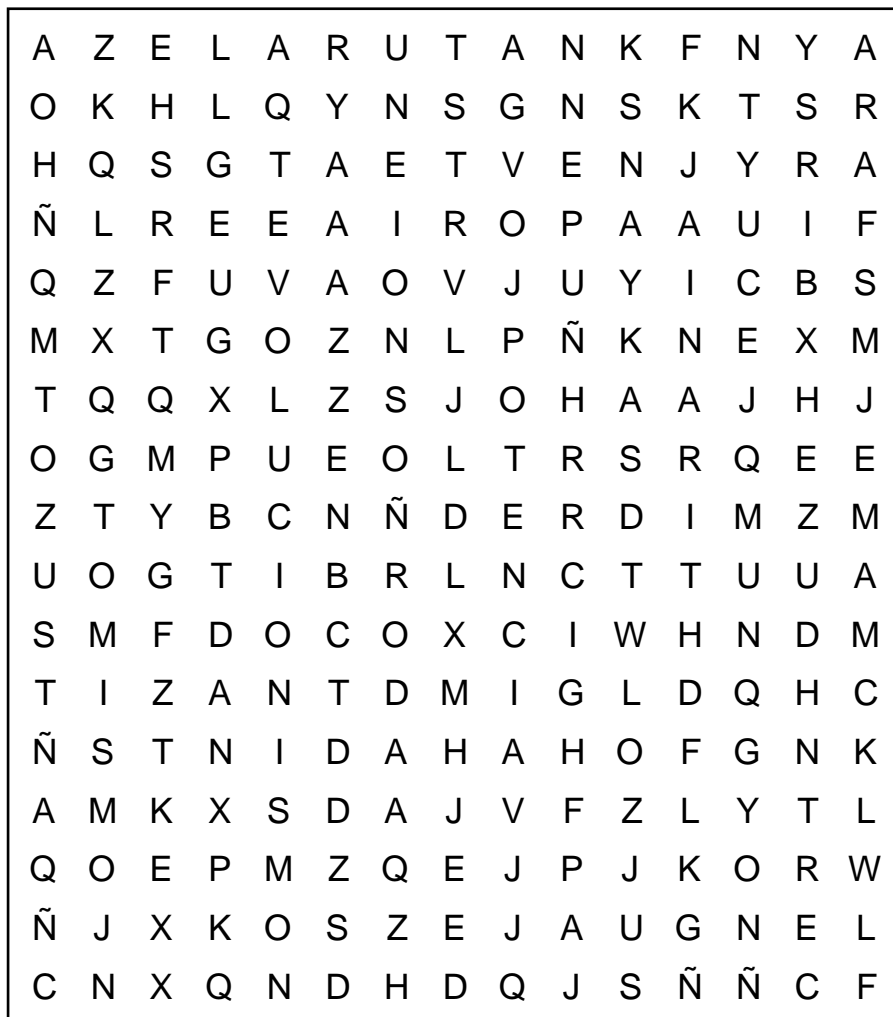 A Z E L A R U T A N K F N Y A
O K H L Q Y N S G N S K T S R
H Q S G T A E T V E N J Y R A
Ñ L R E E A I R O P A A U I F
Q Z F U V A O V J U Y I C B S
M X T G O Z N L P Ñ K N E X M
T Q Q X L Z S J O H A A J H J
O G M P U E O L T R S R Q E E
Z T Y B C N Ñ D E R D I M Z M
U O G T I B R L N C T T U U A
S M F D O C O X C I W H N D M
T I Z A N T D M I G L D Q H C
Ñ S T N I D A H A H O F G N K
A M K X S D A J V F Z L Y T L
Q O E P M Z Q E J P J K O R W
Ñ J X K O S Z E J A U G N E L
C N X Q N D H D Q J S Ñ Ñ C F